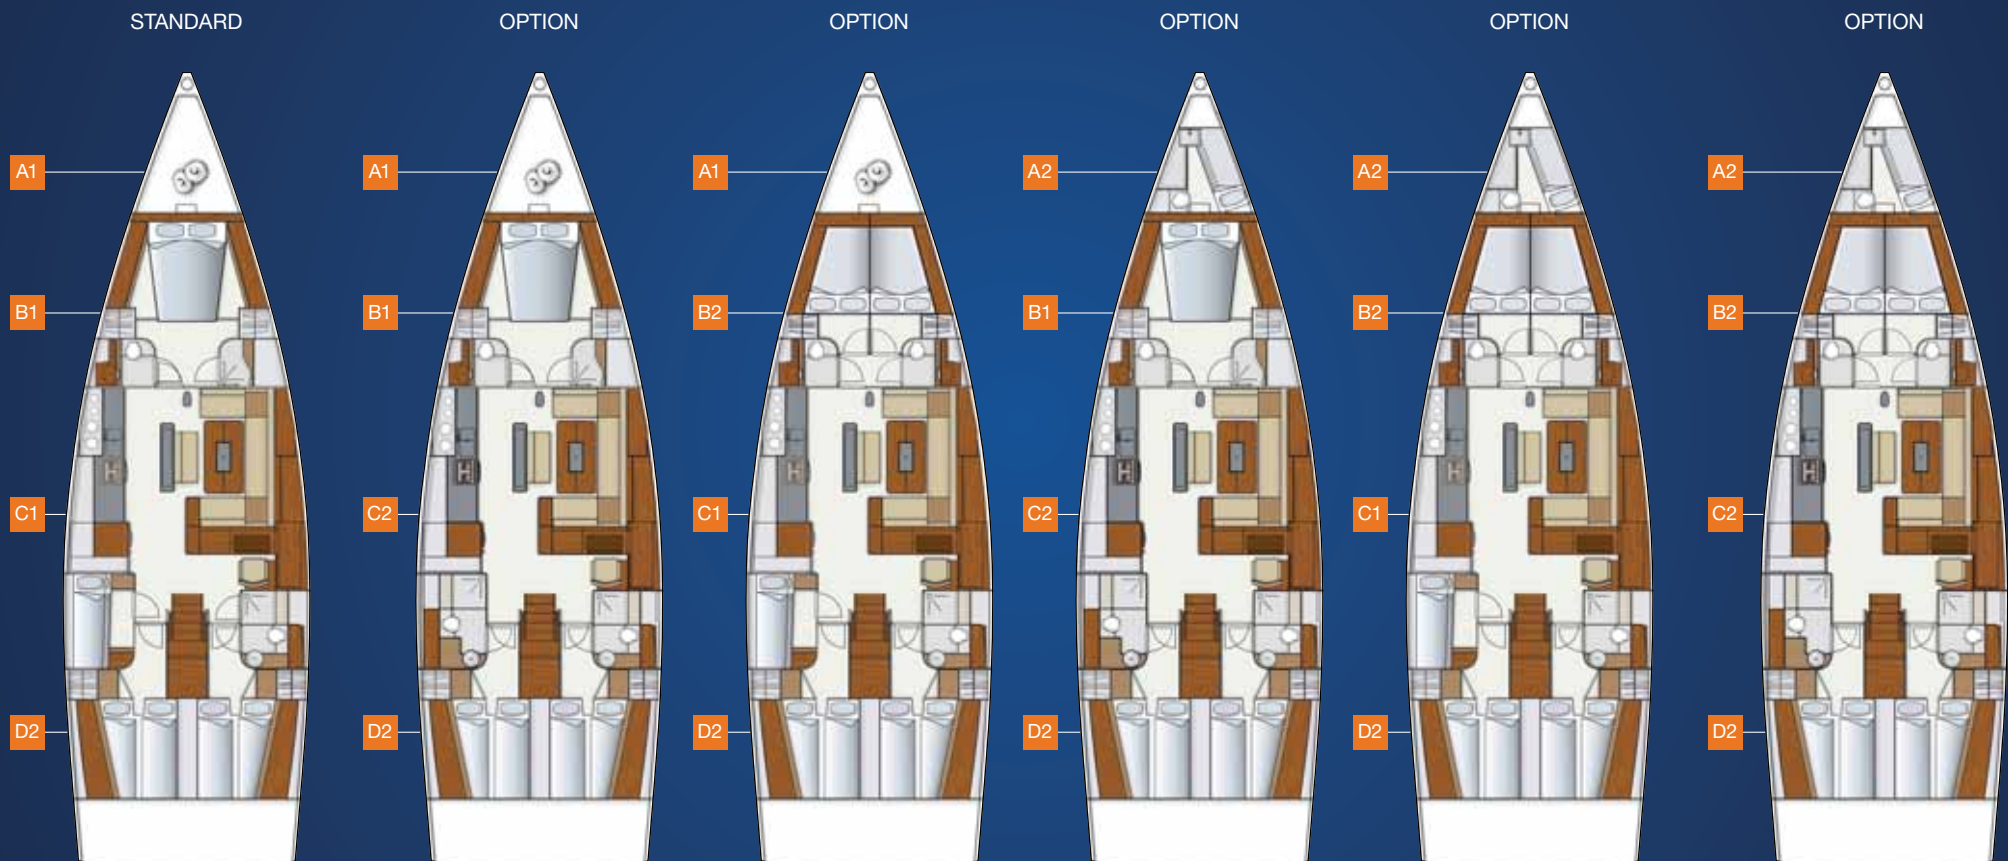 STANDARD OPTION OPTION OPTION OPTION OPTION
A1 A1 A1 A2 A2 A2
B1 B1 B2 B1 B2 B2
C1 C2 C1 C2 C1 C2
D2 D2 D2 D2 D2 D2